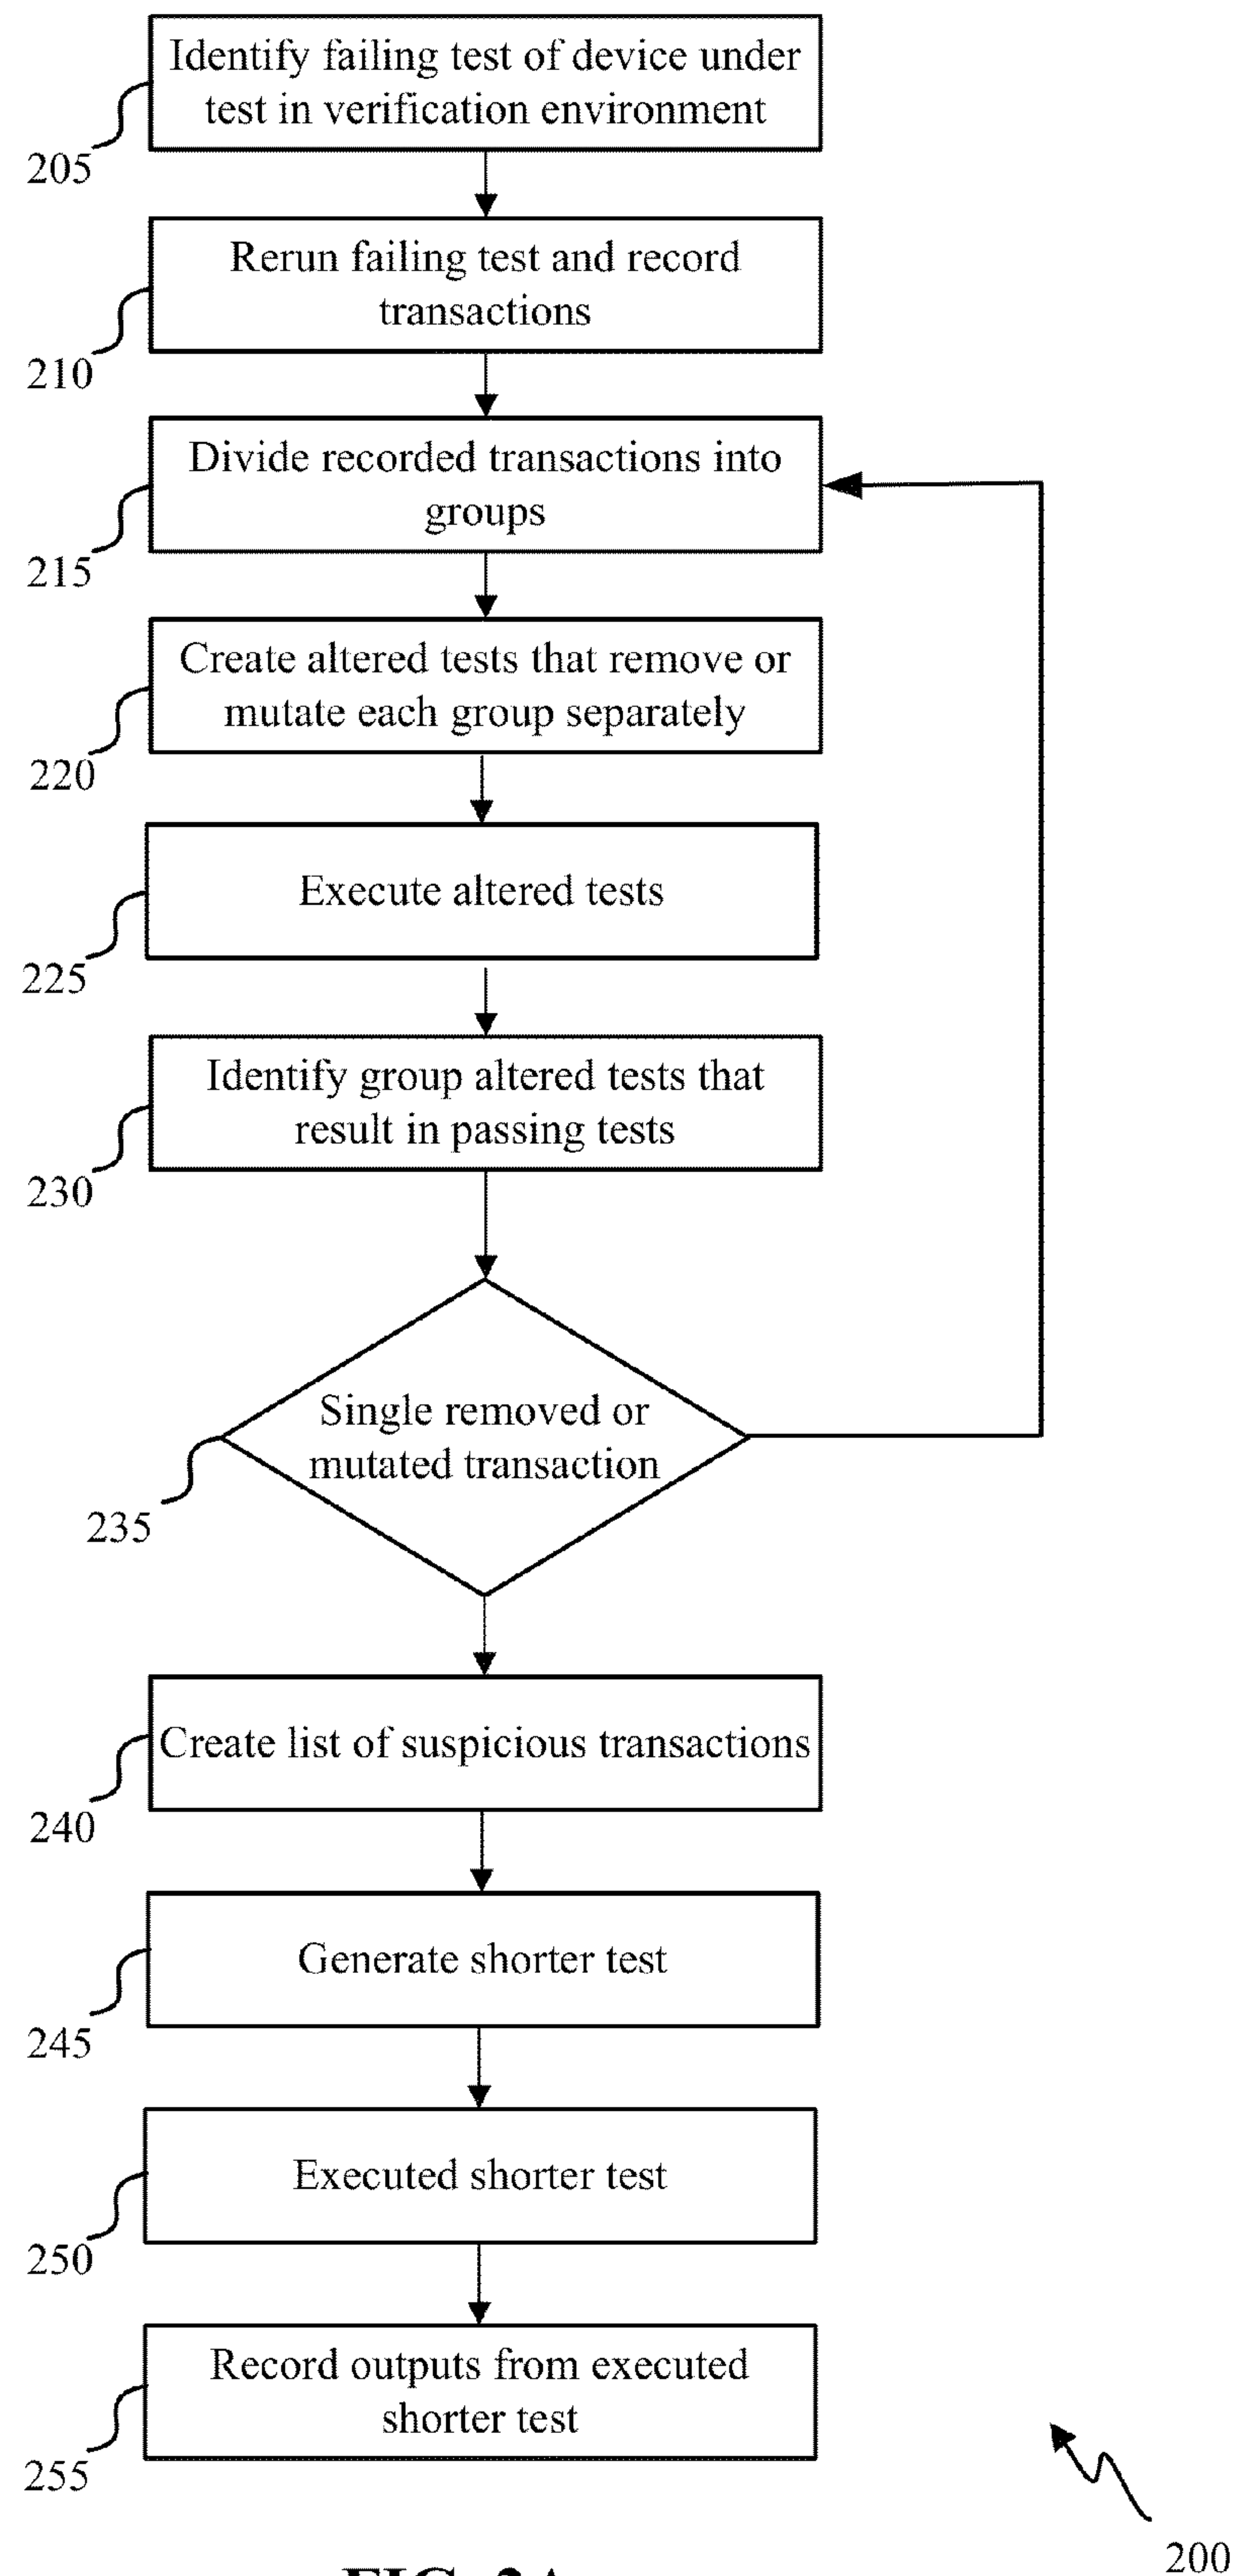 Identify failing test of device under
test in verification environment
205
Rerun failing test and record
transactions
210
Divide recorded transactions into
groups
215
Create altered tests that remove or
mutate each group separately
220
Execute altered tests
225
Identify group altered tests that
result in passing tests
230
Single removed or
mutated transaction
235
Create list of suspicious transactions
240
Generate shorter test
245
Executed shorter test
250
Record outputs from executed
shorter test
255
200